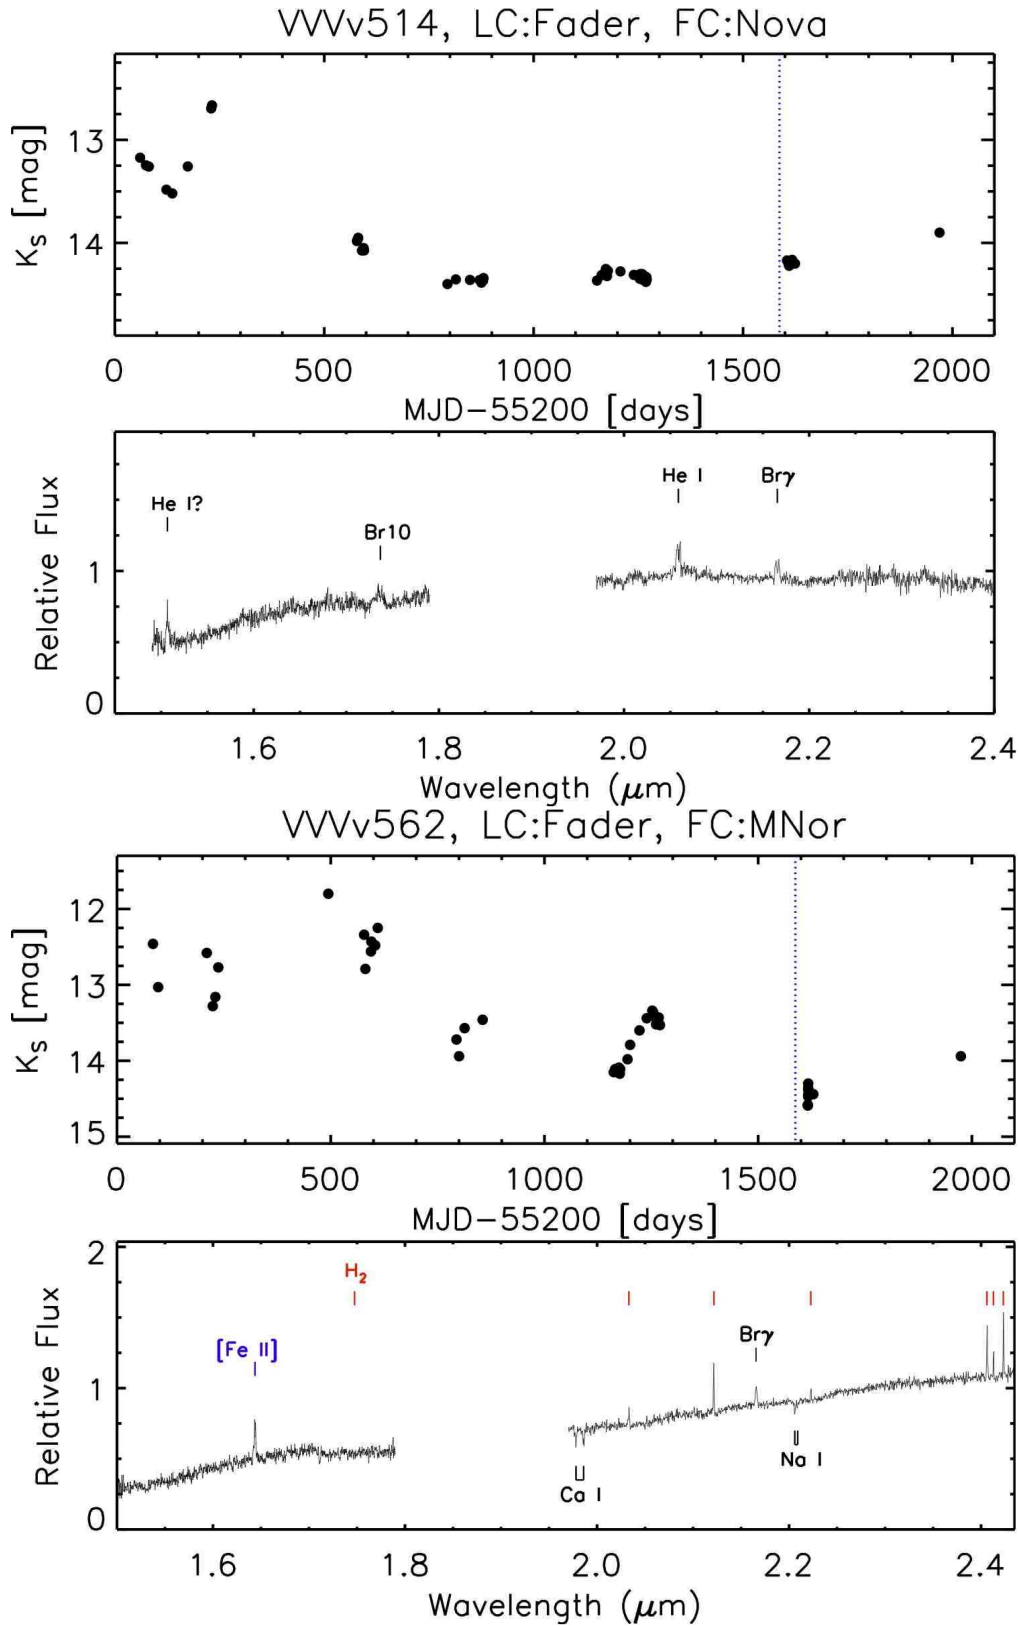 VVVv514, LC:Fader, FC:Nova
K_S [mag]
13
14
0 500 1000 1500 2000
MJD−55200 [days]
Relative Flux
1
0
He I?
Br10
He I
Brγ
1.6 1.8 2.0 2.2 2.4
Wavelength (μm)
VVVv562, LC:Fader, FC:MNor
K_S [mag]
12
13
14
15
0 500 1000 1500 2000
MJD−55200 [days]
Relative Flux
2
1
0
H₂
[Fe II]
Brγ
Na I
Ca I
1.6 1.8 2.0 2.2 2.4
Wavelength (μm)